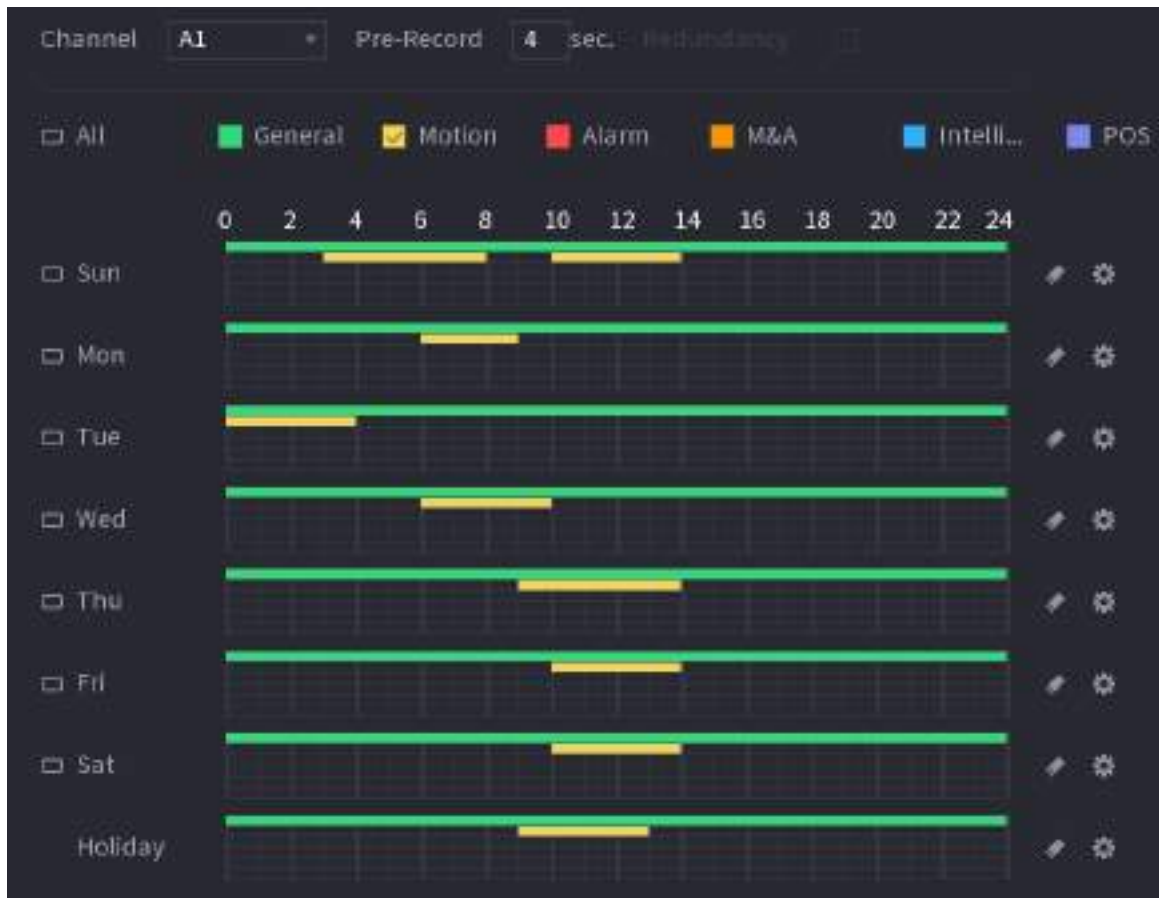 Channel A1 Pre-Record 4 sec. Redundancy
All General Motion Alarm M&A Intelli... POS
0 2 4 6 8 10 12 14 16 18 20 22 24
Sun
Mon
Tue
Wed
Thu
Fri
Sat
Holiday